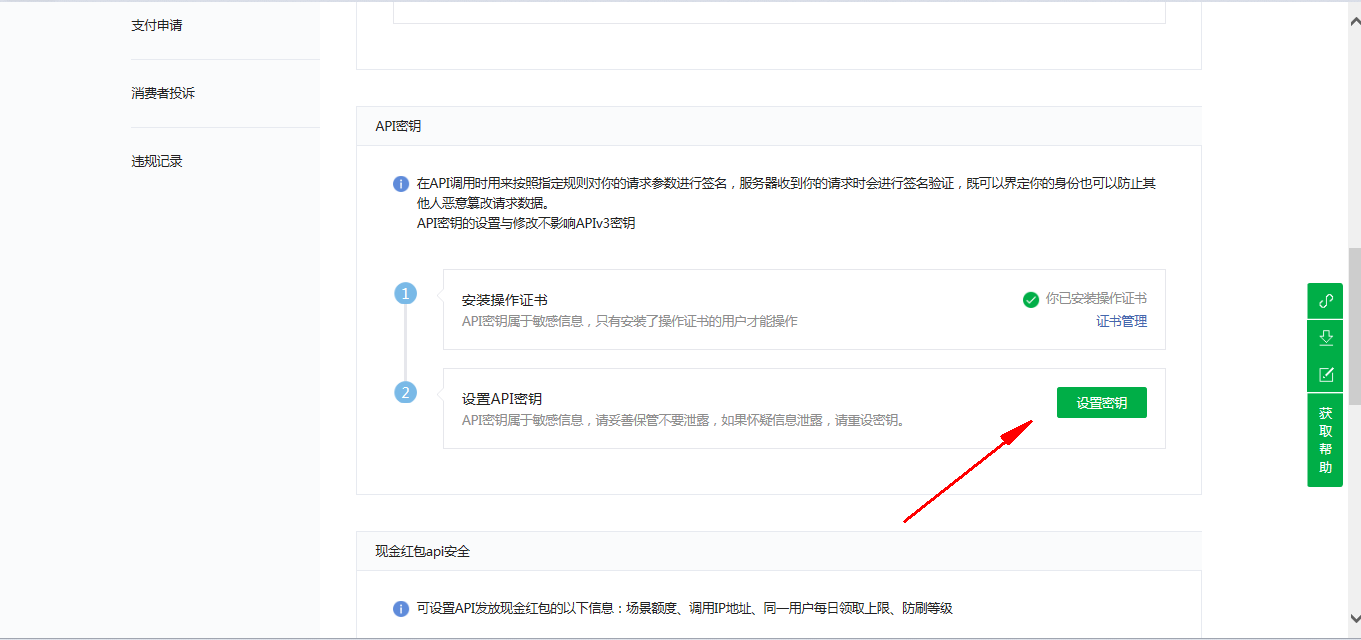 支付申请
消费者投诉
违规记录
API密钥
在API调用时用来按照指定规则对你的请求参数进行签名，服务器收到你的请求时会进行签名验证，既可以界定你的身份也可以防止其
他人恶意篡改请求数据。
API密钥的设置与修改不影响APIv3密钥
1
安装操作证书
你已安装操作证书
API密钥属于敏感信息，只有安装了操作证书的用户才能操作
证书管理
2
设置API密钥
设置密钥
API密钥属于敏感信息，请妥善保管不要泄露，如果怀疑信息泄露，请重设密钥。
获
取
帮
助
现金红包api安全
可设置API发放现金红包的以下信息：场景额度、调用IP地址、同一用户每日领取上限、防刷等级